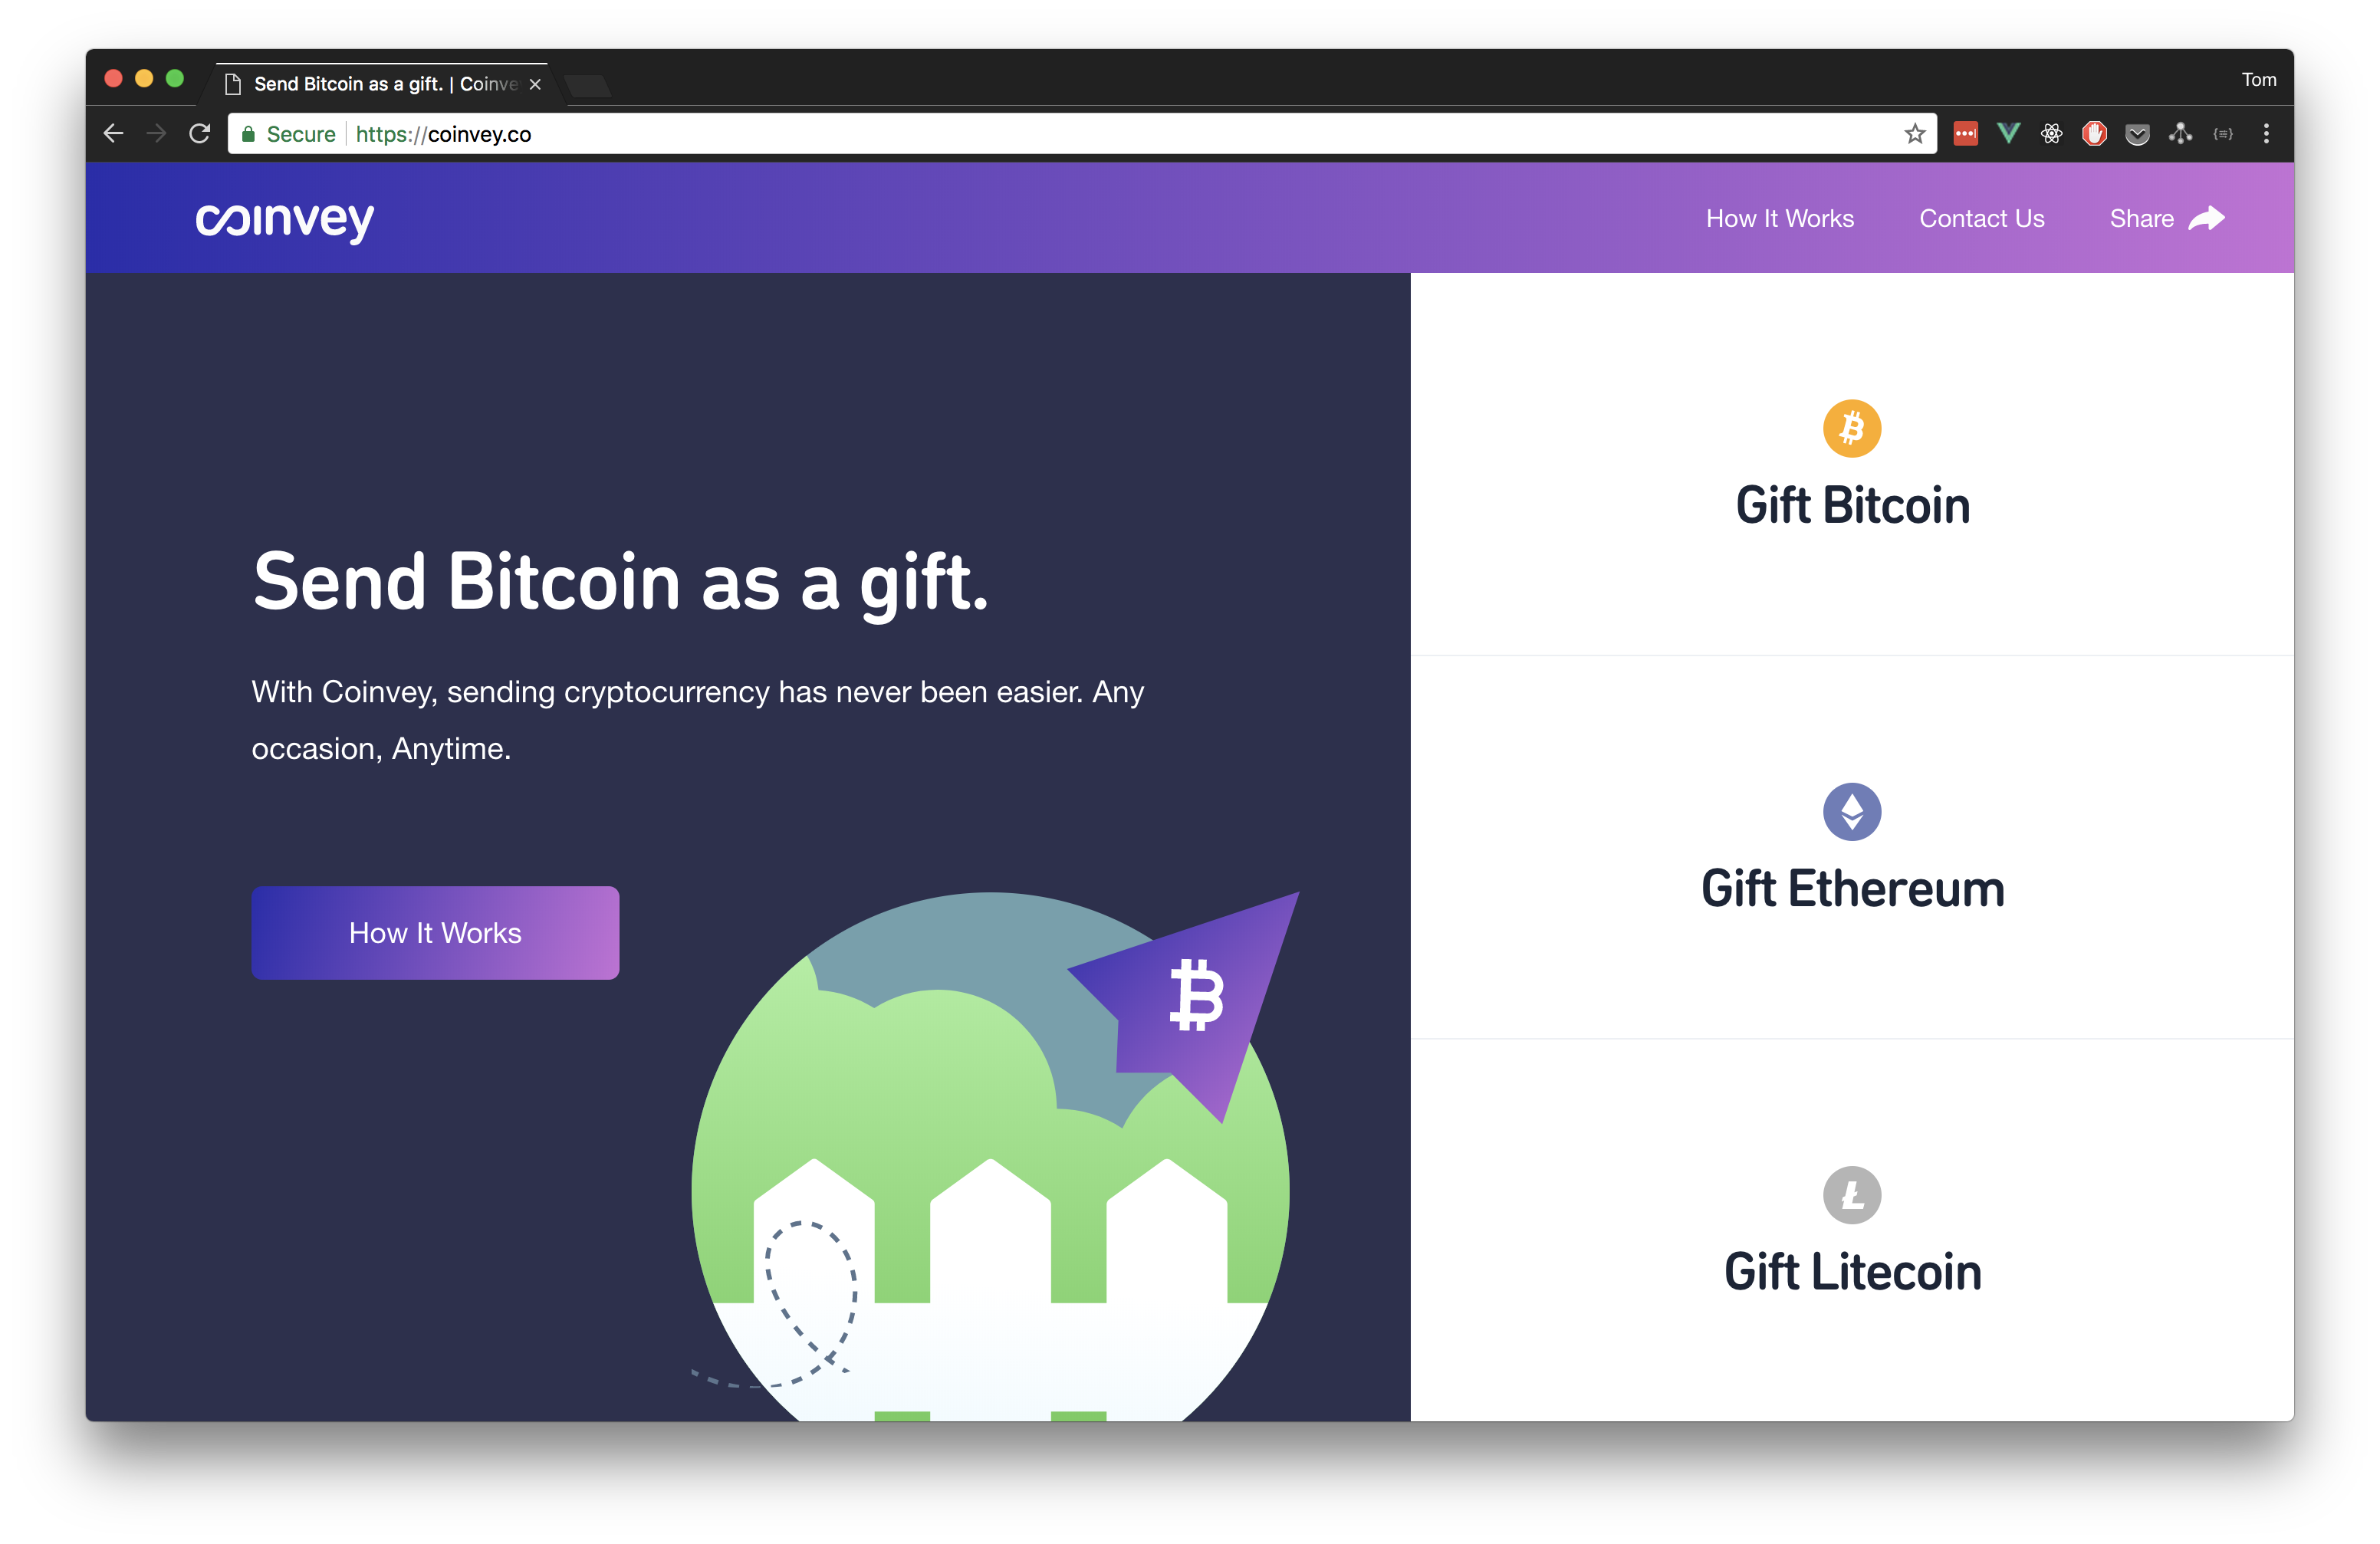 Send Bitcoin as a gift. | Coinve
Tom
Secure
https://coinvey.co
coinvey
How It Works
Contact Us
Share
Send Bitcoin as a gift.
With Coinvey, sending cryptocurrency has never been easier. Any
occasion, Anytime.
How It Works
Gift Bitcoin
Gift Ethereum
Gift Litecoin